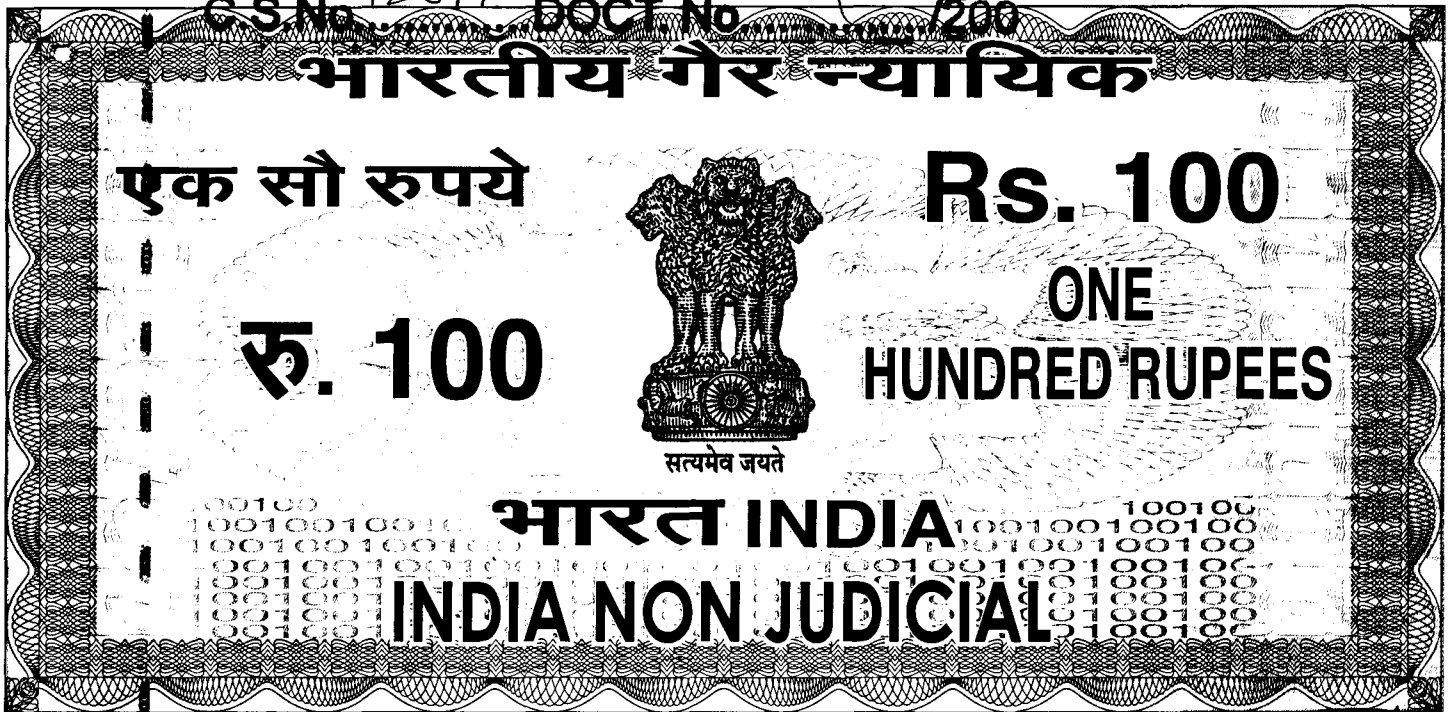 C.S.No. DOCT. No /200
भारतीय गैर न्यायिक
एक सौ रुपये
Rs. 100
रु. 100
ONE
HUNDRED RUPEES
सत्यमेव जयते
भारत INDIA
INDIA NON JUDICIAL